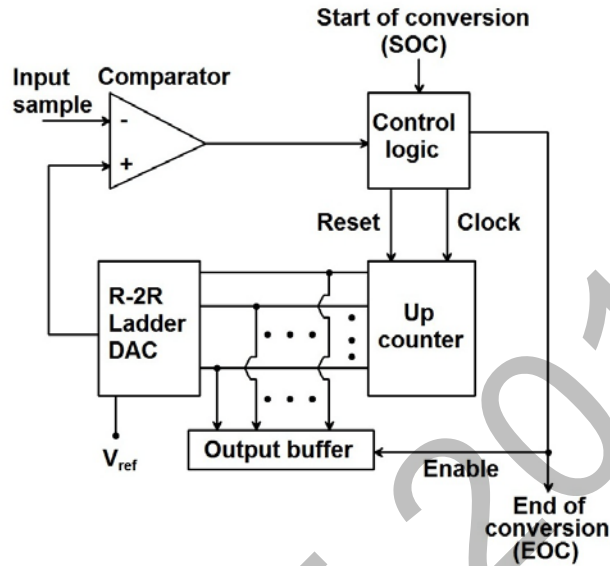 Start of conversion
(SOC)
Input
sample
Comparator
-
+
Control
logic
Reset
Clock
R-2R
Ladder
DAC
Up
counter
Vref
Output buffer
Enable
End of
conversion
(EOC)